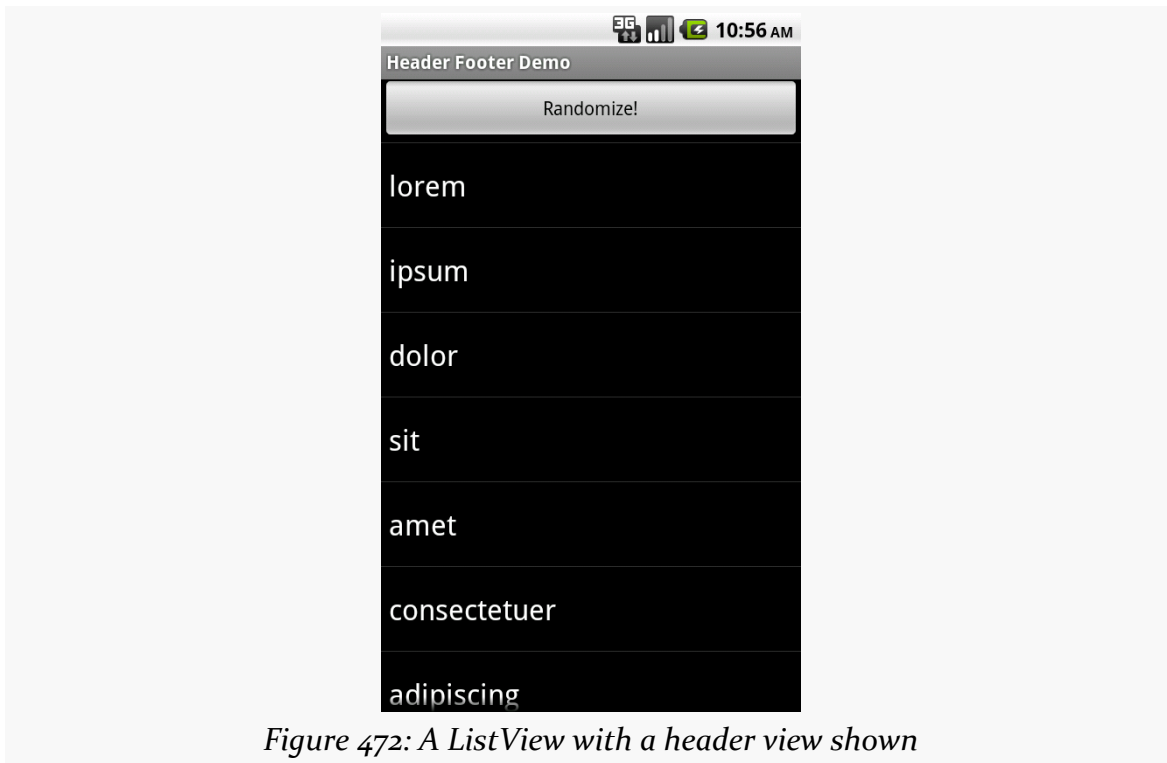 3G
10:56 AM
Header Footer Demo
Randomize!
lorem
ipsum
dolor
sit
amet
consectetuer
adipiscing
Figure 472: A ListView with a header view shown